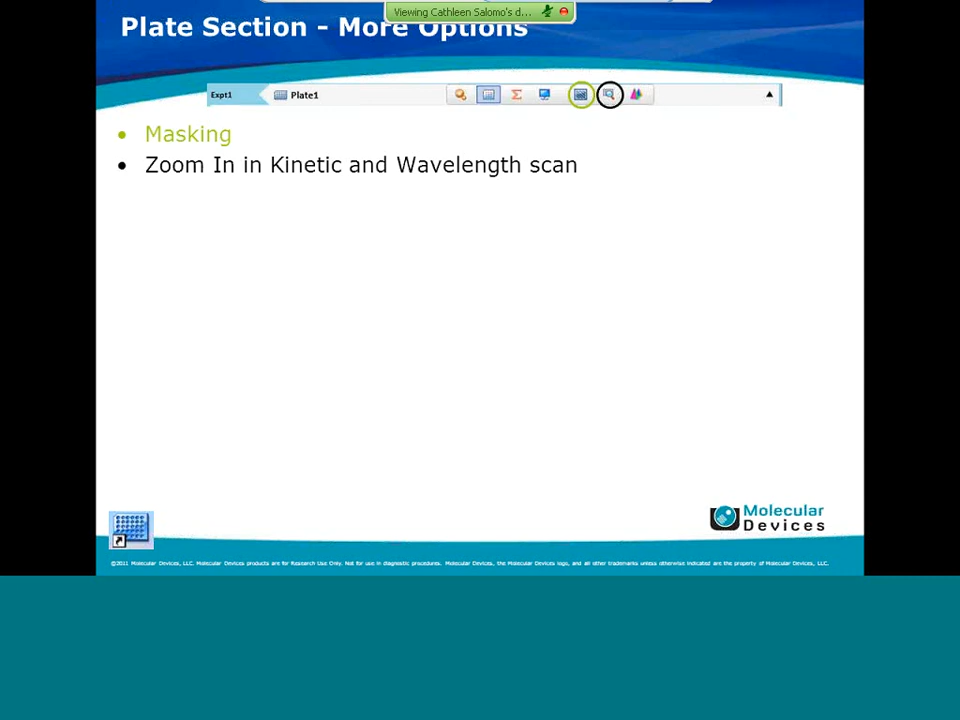 Viewing Cathleen Salomo's d...
Plate Section - More Options
Expt1 Plate1
• Masking
• Zoom In in Kinetic and Wavelength scan
Molecular
Devices
©2011 Molecular Devices, LLC. Molecular Devices products are for Research Use Only. Not for use in diagnostic procedures. Molecular Devices, the Molecular Devices logo, and all other trademarks unless otherwise indicated are the property of Molecular Devices, LLC.